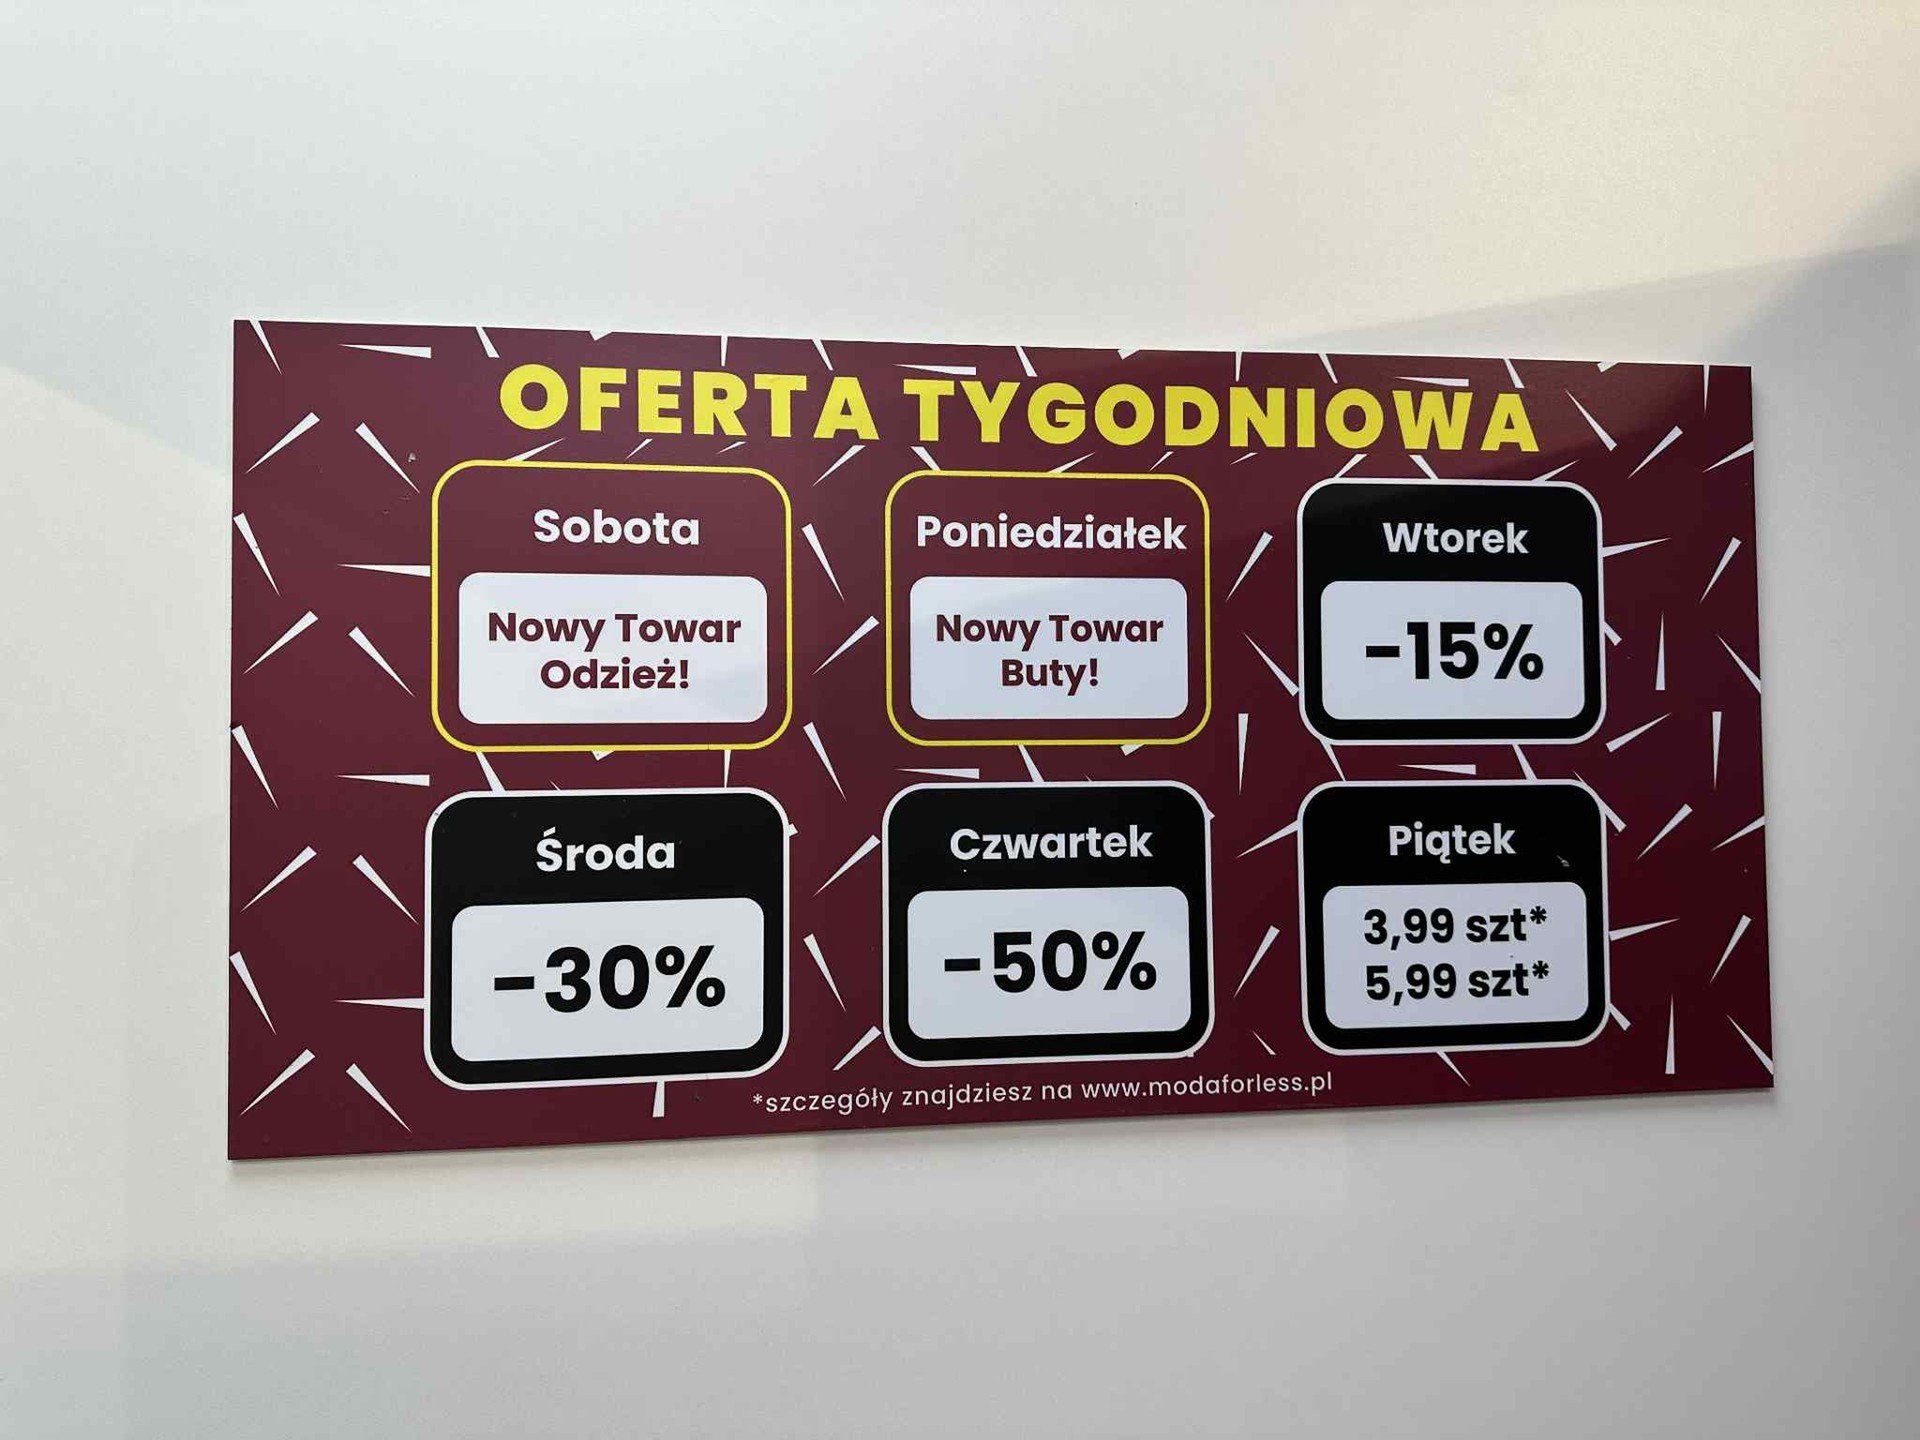 OFERTA TYGODNIOWA
Sobota
Nowy Towar
Odzież!
Poniedziałek
Nowy Towar
Buty!
Wtorek
-15%
Środa
-30%
Czwartek
-50%
Piątek
3,99 szt*
5,99 szt*
*szczegóły znajdziesz na www.modaforless.pl